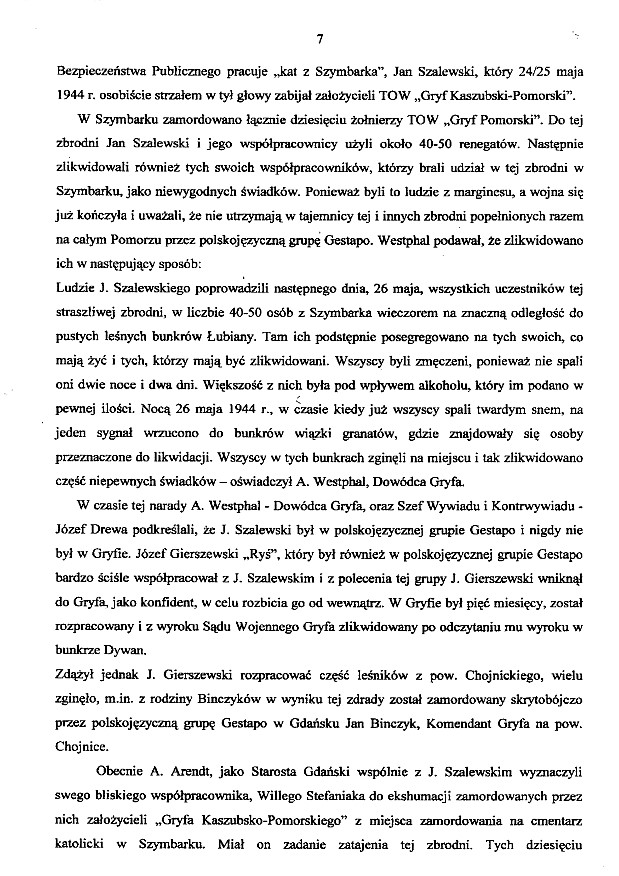 7
Bezpieczeństwa Publicznego pracuje „kat z Szymbarka”, Jan Szalewski, który 24/25 maja
1944 r. osobiście strzałem w tył głowy zabijał założycieli TOW „Gryf Kaszubski-Pomorski”.
W Szymbarku zamordowano łącznie dziesięciu żołnierzy TOW „Gryf Pomorski”. Do tej
zbrodni Jan Szalewski i jego współpracownicy użyli około 40-50 renegatów. Następnie
zlikwidowali również tych swoich współpracowników, którzy brali udział w tej zbrodni w
Szymbarku, jako niewygodnych świadków. Ponieważ byli to ludzie z marginesu, a wojna się
już kończyła i uważali, że nie utrzymają w tajemnicy tej i innych zbrodni popełnionych razem
na całym Pomorzu przez polskojęzyczną grupę Gestapo. Westphal podawał, że zlikwidowano
ich w następujący sposób:
Ludzie J. Szalewskiego poprowadzili następnego dnia, 26 maja, wszystkich uczestników tej
straszliwej zbrodni, w liczbie 40-50 osób z Szymbarka wieczorem na znaczną odległość do
pustych leśnych bunkrów Łubiany. Tam ich podstępnie posegregowano na tych swoich, co
mają żyć i tych, którzy mają być zlikwidowani. Wszyscy byli zmęczeni, ponieważ nie spali
oni dwie noce i dwa dni. Większość z nich była pod wpływem alkoholu, który im podano w
pewnej ilości. Nocą 26 maja 1944 r., w czasie kiedy już wszyscy spali twardym snem, na
jeden sygnał wrzucono do bunkrów wiązki granatów, gdzie znajdowały się osoby
przeznaczone do likwidacji. Wszyscy w tych bunkrach zginęli na miejscu i tak zlikwidowano
część niepewnych świadków – oświadczył A. Westphal, Dowódca Gryfa.
W czasie tej narady A. Westphal - Dowódca Gryfa, oraz Szef Wywiadu i Kontrwywiadu -
Józef Drewa podkreślali, że J. Szalewski był w polskojęzycznej grupie Gestapo i nigdy nie
był w Gryfie. Józef Gierszewski „Ryś”, który był również w polskojęzycznej grupie Gestapo
bardzo ściśle współpracował z J. Szalewskim i z polecenia tej grupy J. Gierszewski wniknął
do Gryfa, jako konfident, w celu rozbicia go od wewnątrz. W Gryfie był pięć miesięcy, został
rozpracowany i z wyroku Sądu Wojennego Gryfa zlikwidowany po odczytaniu mu wyroku w
bunkrze Dywan.
Zdążył jednak J. Gierszewski rozpracować część leśników z pow. Chojnickiego, wielu
zginęło, m.in. z rodziny Binczyków w wyniku tej zdrady został zamordowany skrytobójczo
przez polskojęzyczną grupę Gestapo w Gdańsku Jan Binczyk, Komendant Gryfa na pow.
Chojnice.
Obecnie A. Arendt, jako Starosta Gdański wspólnie z J. Szalewskim wyznaczyli
swego bliskiego współpracownika, Willego Stefaniaka do ekshumacji zamordowanych przez
nich założycieli „Gryfa Kaszubsko-Pomorskiego” z miejsca zamordowania na cmentarz
katolicki w Szymbarku. Miał on zadanie zatajenia tej zbrodni. Tych dziesięciu